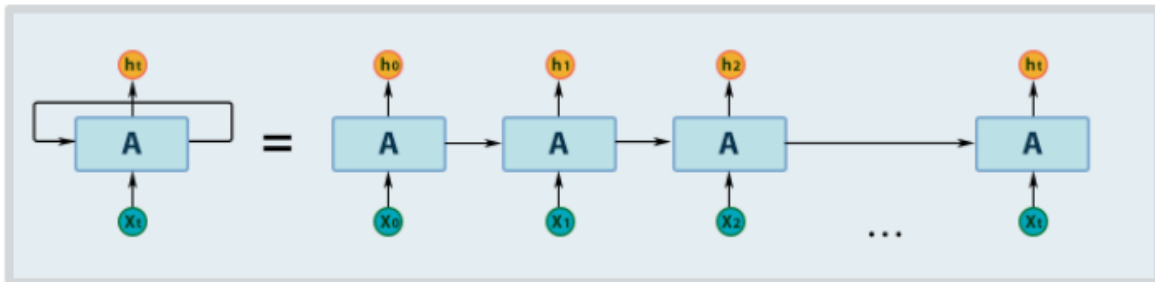 ht h0 h1 h2 ht
A = A A A A
Xt X0 X1 X2 ... Xt